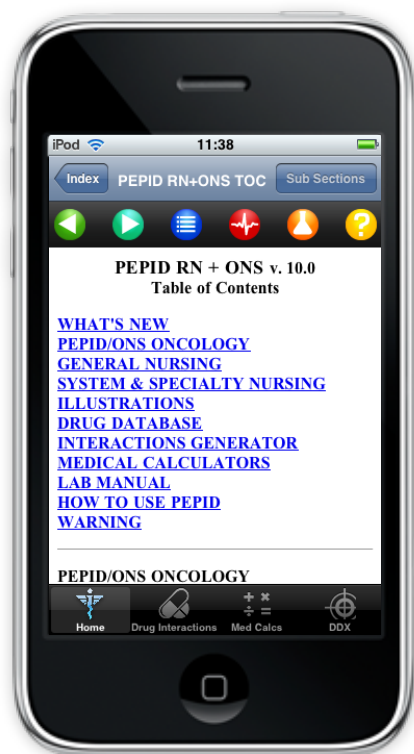 iPod 11:38
Index PEPID RN+ONS TOC Sub Sections
?
PEPID RN + ONS v. 10.0
Table of Contents
WHAT'S NEW
PEPID/ONS ONCOLOGY
GENERAL NURSING
SYSTEM & SPECIALTY NURSING
ILLUSTRATIONS
DRUG DATABASE
INTERACTIONS GENERATOR
MEDICAL CALCULATORS
LAB MANUAL
HOW TO USE PEPID
WARNING
PEPID/ONS ONCOLOGY
Home Drug Interactions Med Calcs DDX